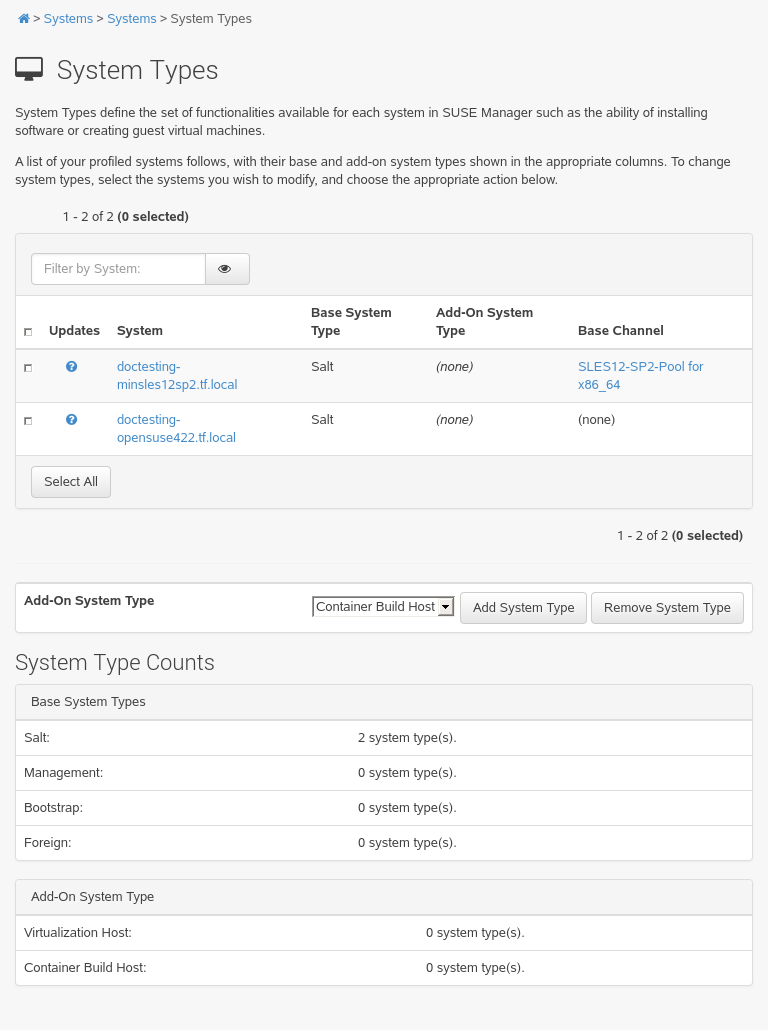 > Systems > Systems > System Types
System Types
System Types define the set of functionalities available for each system in SUSE Manager such as the ability of installing
software or creating guest virtual machines.
A list of your profiled systems follows, with their base and add-on system types shown in the appropriate columns. To change
system types, select the systems you wish to modify, and choose the appropriate action below.
1 - 2 of 2 (0 selected)
Filter by System:
Updates System Base System Type Add-On System Type Base Channel
? doctesting-minsles12sp2.tf.local Salt (none) SLES12-SP2-Pool for x86_64
? doctesting-opensuse422.tf.local Salt (none) (none)
Select All
1 - 2 of 2 (0 selected)
Add-On System Type Container Build Host Add System Type Remove System Type
System Type Counts
Base System Types
Salt: 2 system type(s).
Management: 0 system type(s).
Bootstrap: 0 system type(s).
Foreign: 0 system type(s).
Add-On System Type
Virtualization Host: 0 system type(s).
Container Build Host: 0 system type(s).